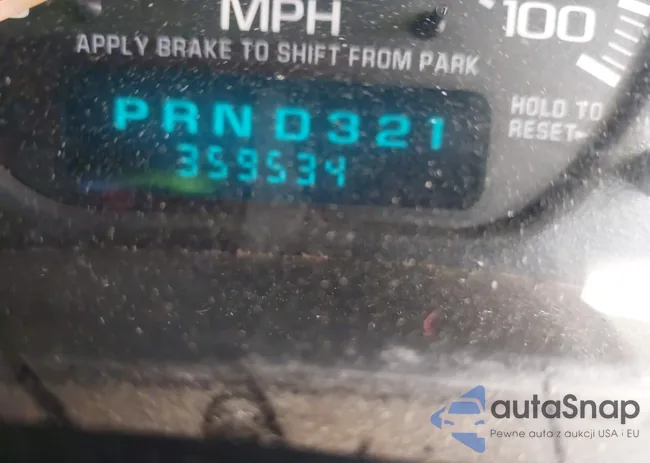 MPH 100
APPLY BRAKE TO SHIFT FROM PARK
HOLD TO
RESET
PRND321
359534
autaSnap
Pewne auta z aukcji USA i EU